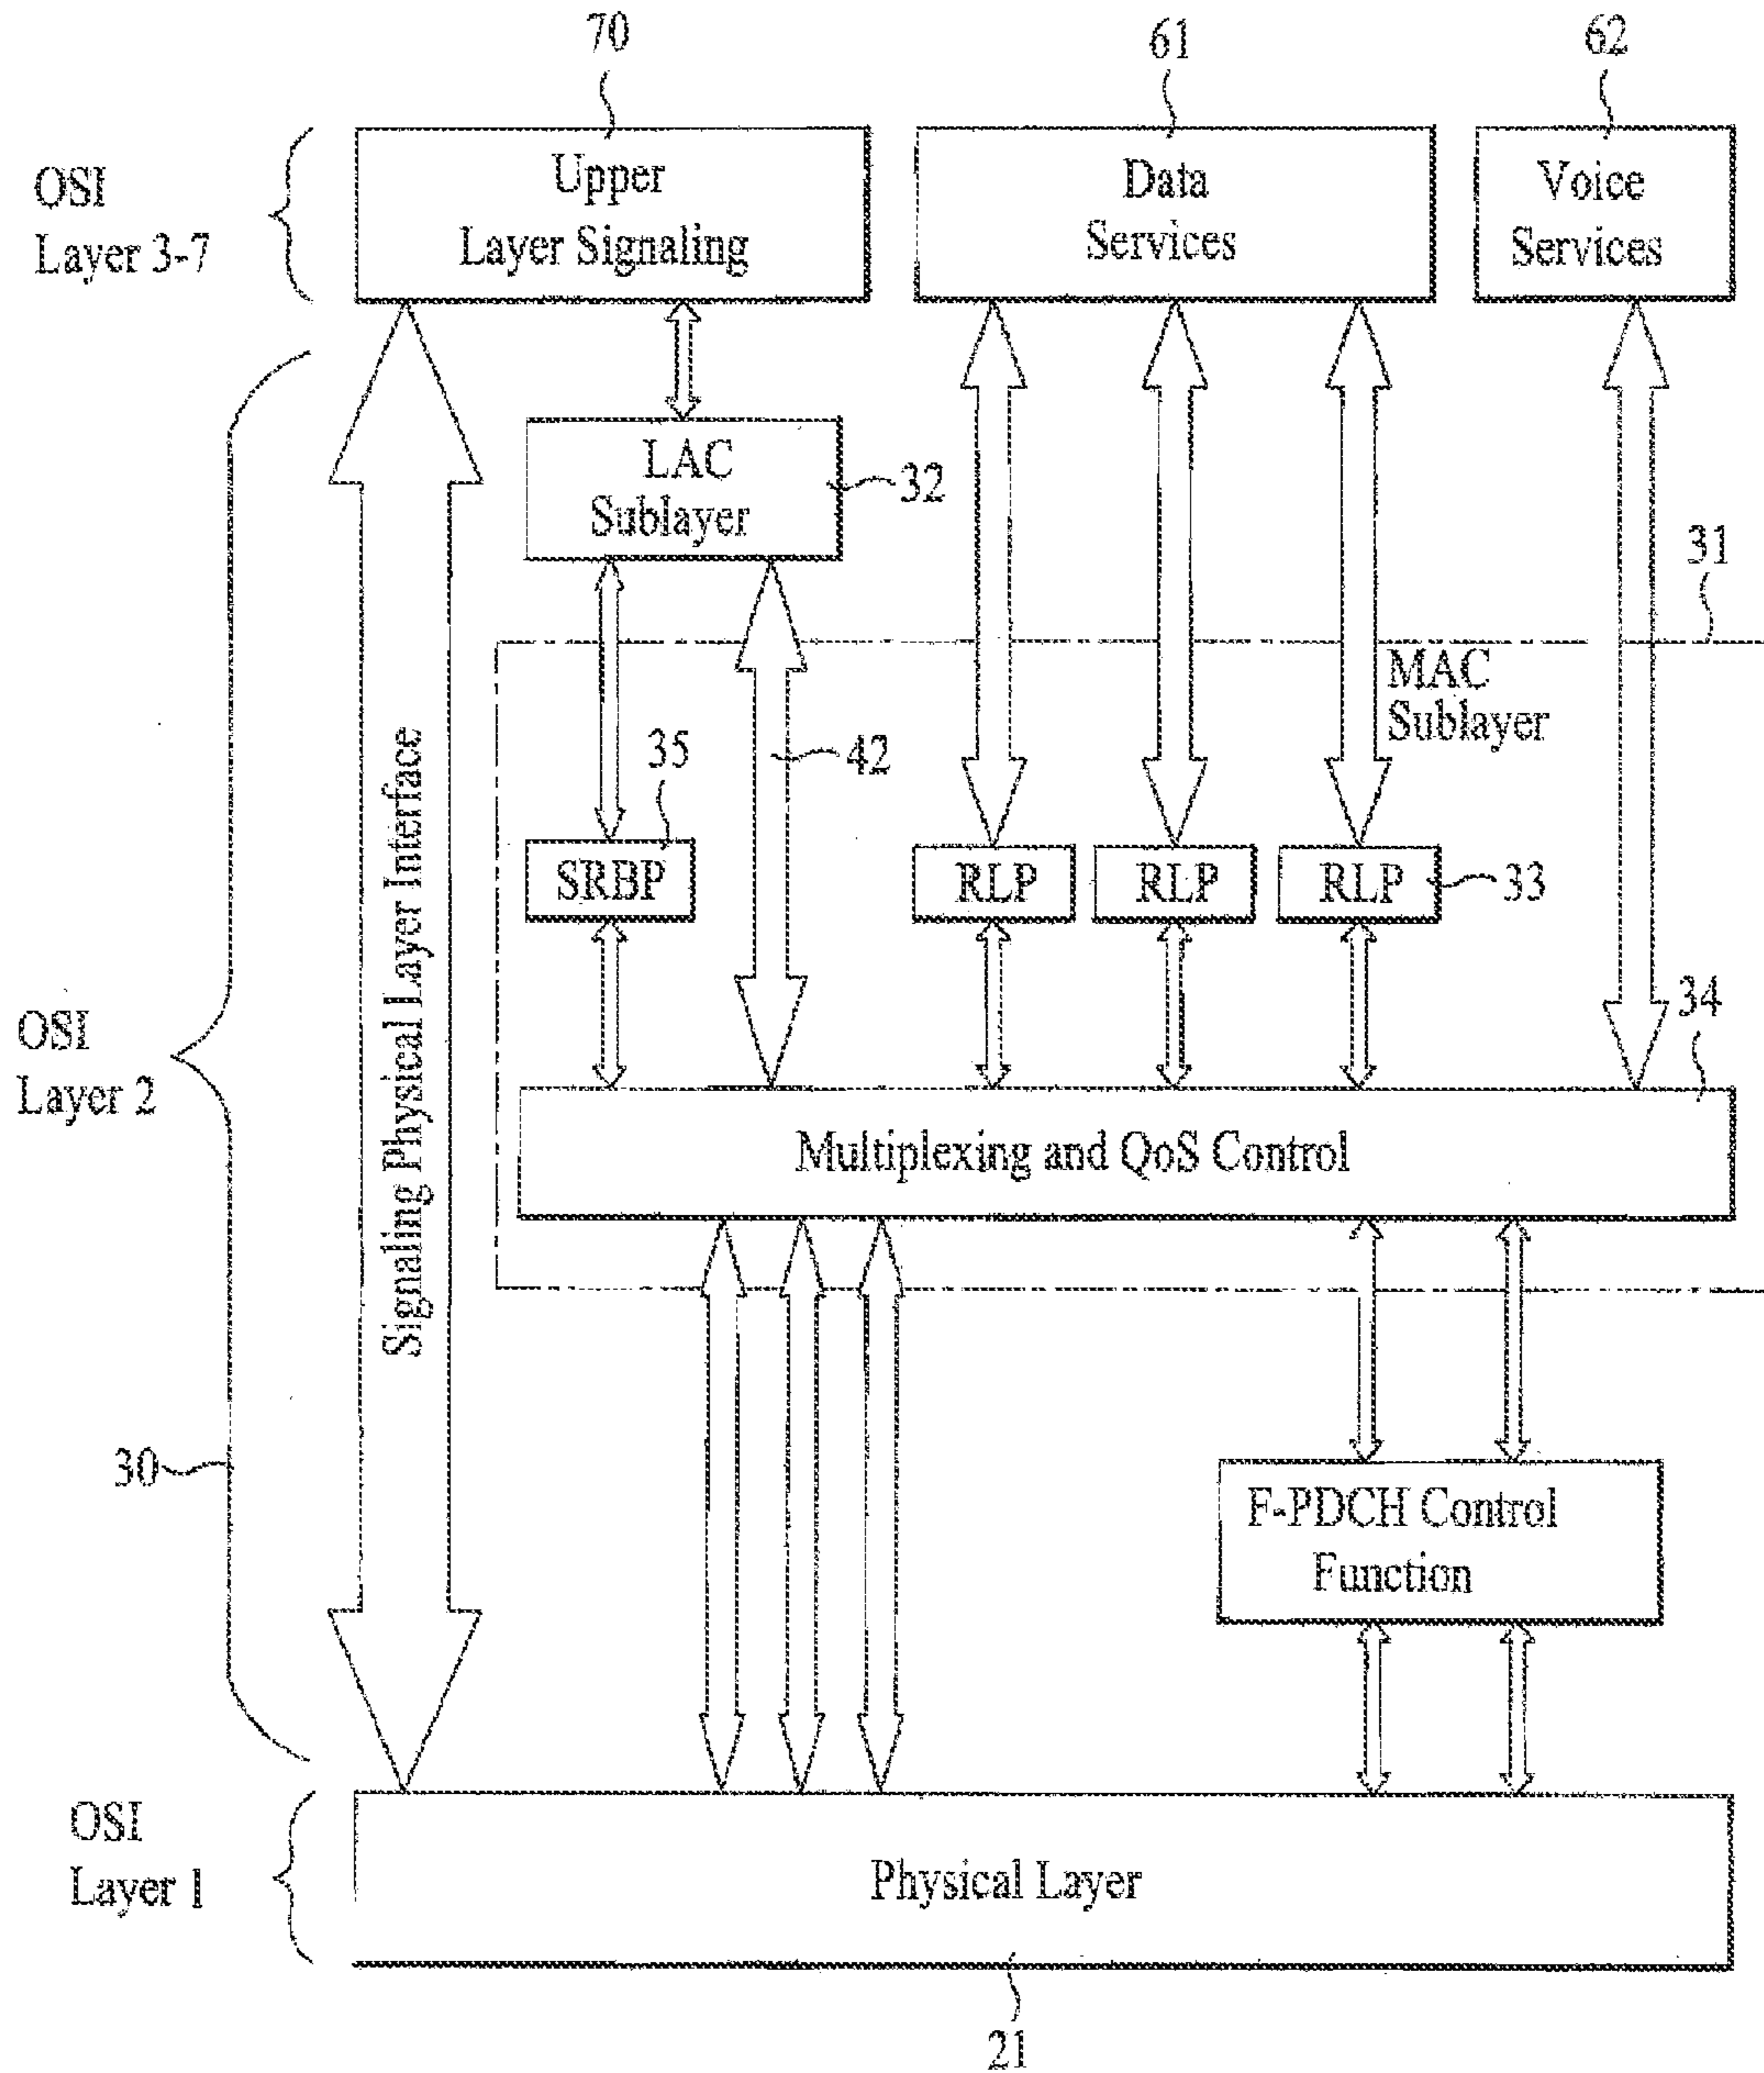 70
61
62
OSI
Layer 3-7
Upper
Layer Signaling
Data
Services
Voice
Services
LAC
Sublayer
32
31
MAC
Sublayer
35
42
SRBP
RLP
RLP
RLP
33
34
Signaling Physical Layer Interface
OSI
Layer 2
Multiplexing and QoS Control
30
F-PDCH Control
Function
OSI
Layer 1
Physical Layer
21